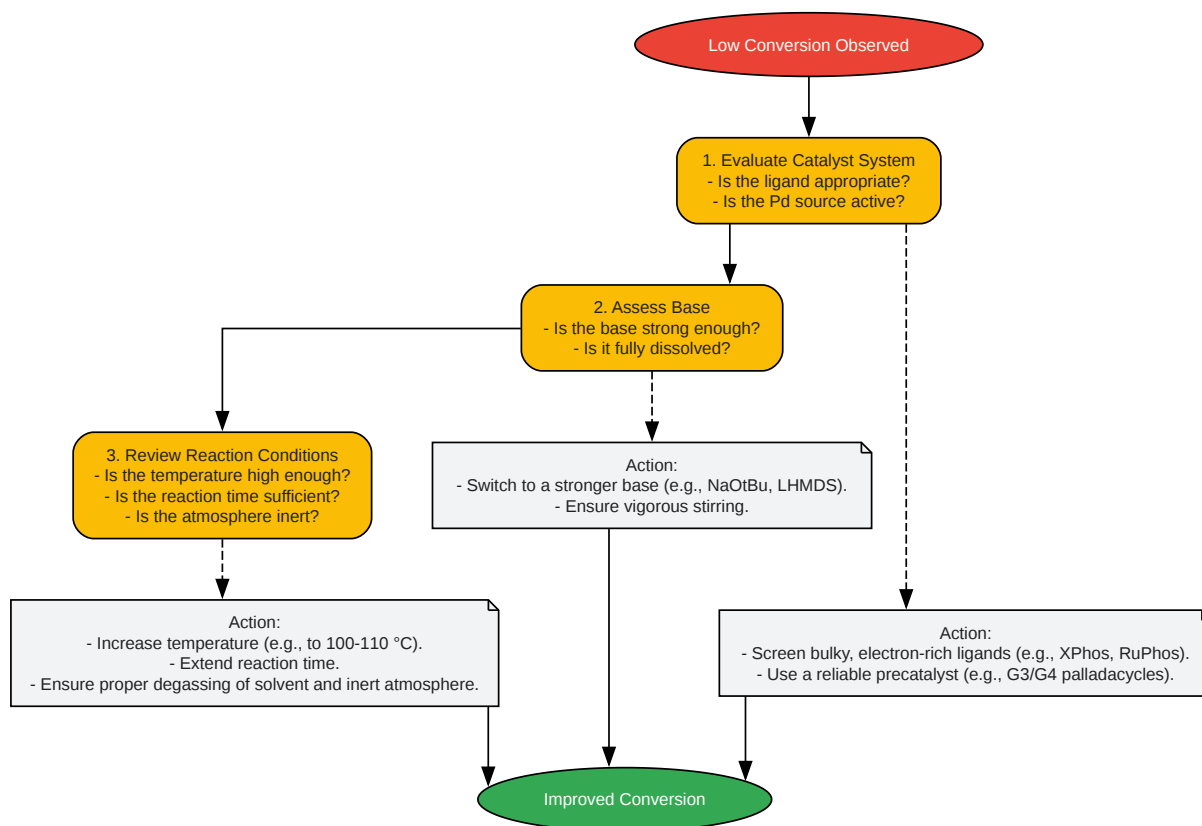 Low Conversion Observed
1. Evaluate Catalyst System
- Is the ligand appropriate?
- Is the Pd source active?
2. Assess Base
- Is the base strong enough?
- Is it fully dissolved?
3. Review Reaction Conditions
- Is the temperature high enough?
- Is the reaction time sufficient?
- Is the atmosphere inert?
Action:
- Switch to a stronger base (e.g., NaOtBu, LHMDS).
- Ensure vigorous stirring.
Action:
- Increase temperature (e.g., to 100-110 °C).
- Extend reaction time.
- Ensure proper degassing of solvent and inert atmosphere.
Action:
- Screen bulky, electron-rich ligands (e.g., XPhos, RuPhos).
- Use a reliable precatalyst (e.g., G3/G4 palladacycles).
Improved Conversion